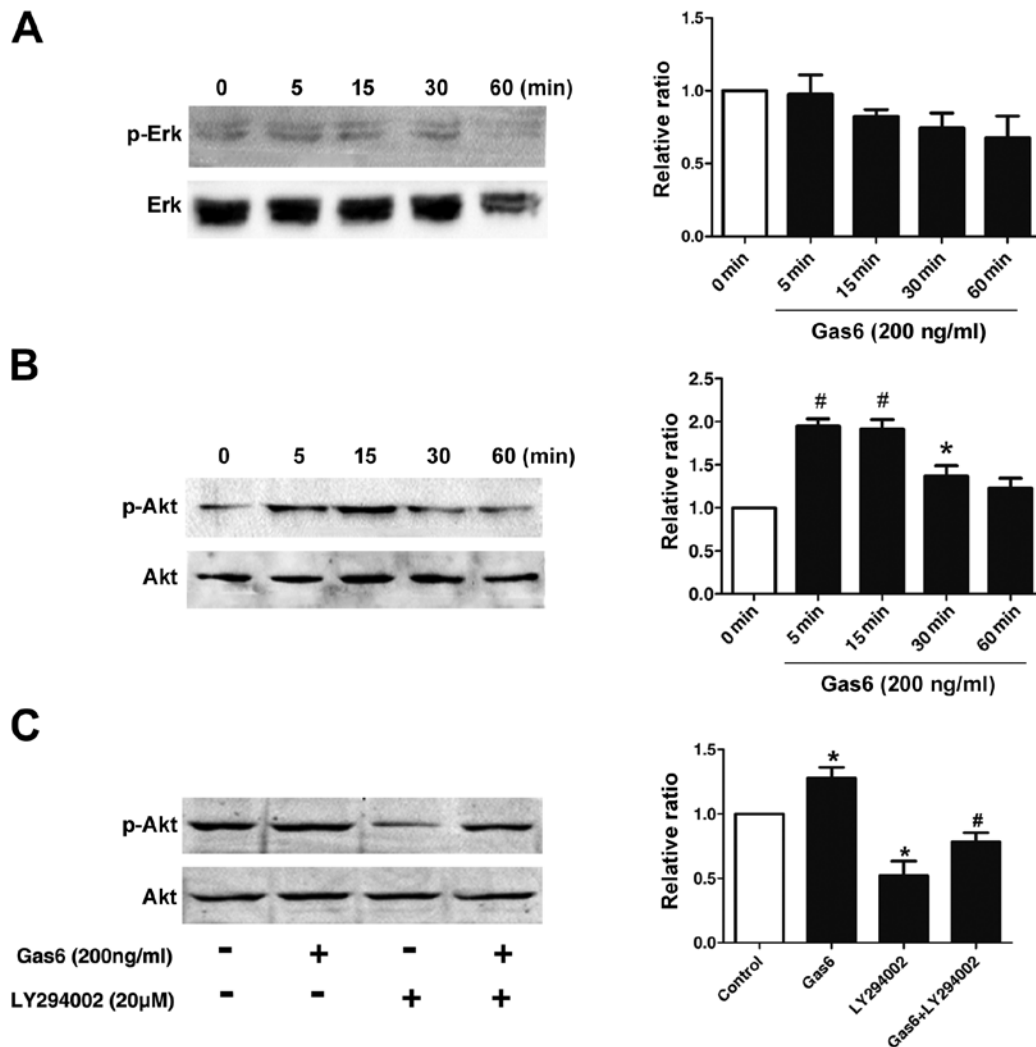 A
0 5 15 30 60 (min)
p-Erk
Erk
Relative ratio
1.5
1.0
0.5
0.0
0 min
5 min
15 min
30 min
60 min
Gas6 (200 ng/ml)
B
0 5 15 30 60 (min)
p-Akt
Akt
Relative ratio
2.5
2.0
1.5
1.0
0.5
0.0
# # *
0 min
5 min
15 min
30 min
60 min
Gas6 (200 ng/ml)
C
p-Akt
Akt
Gas6 (200ng/ml) - + - +
LY294002 (20µM) - - + +
Relative ratio
1.5
1.0
0.5
0.0
* * #
Control
Gas6
LY294002
Gas6+LY294002